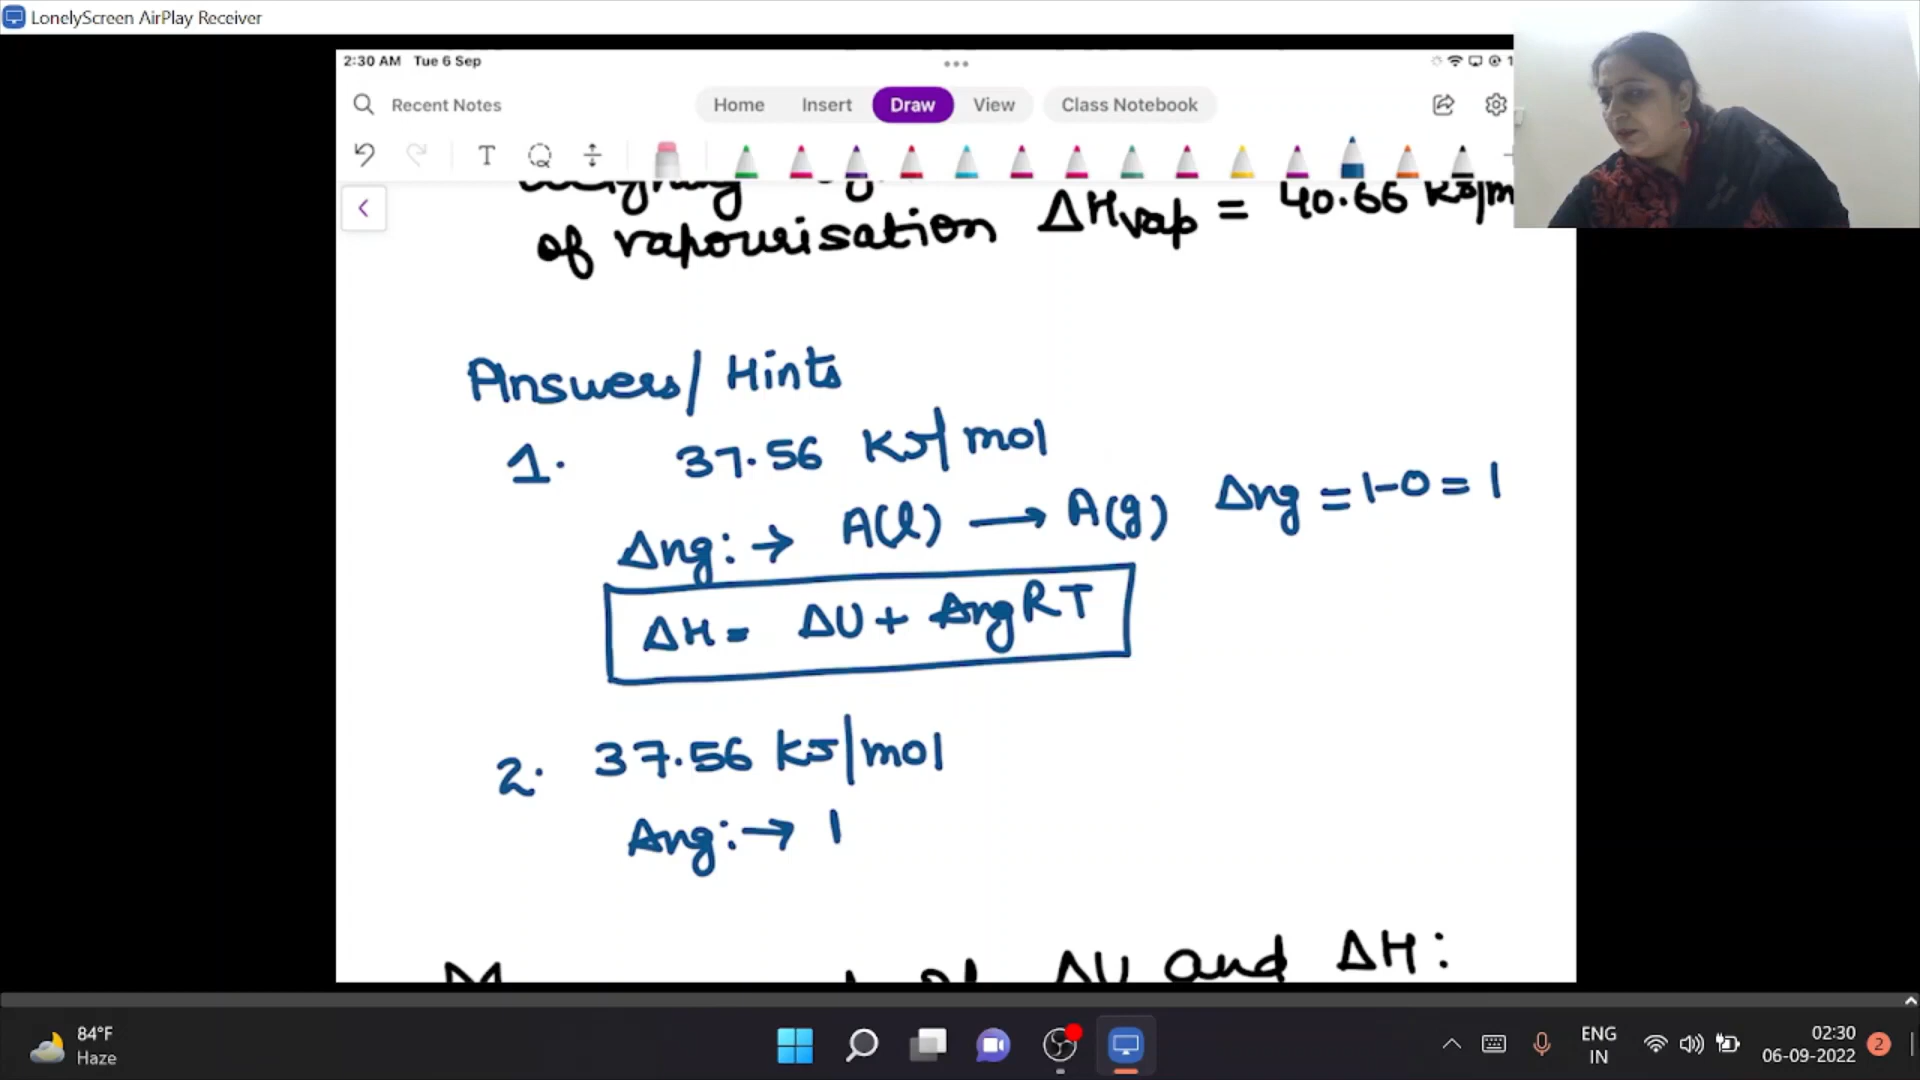 LonelyScreen AirPlay Receiver
2:30 AM Tue 6 Sep
Recent Notes
Home Insert Draw View Class Notebook
T
of vapourisation ΔHvap = 40.66 KJ/m
Answers/ Hints
1. 37.56 KJ/mol
Δng: → A(l) → A(g) Δng = 1-0 = 1
ΔH = ΔU + ΔngRT
2. 37.56 KJ/mol
Δng: → 1
ΔU and ΔH:
84°F
Haze
ENG
IN
02:30
06-09-2022
2